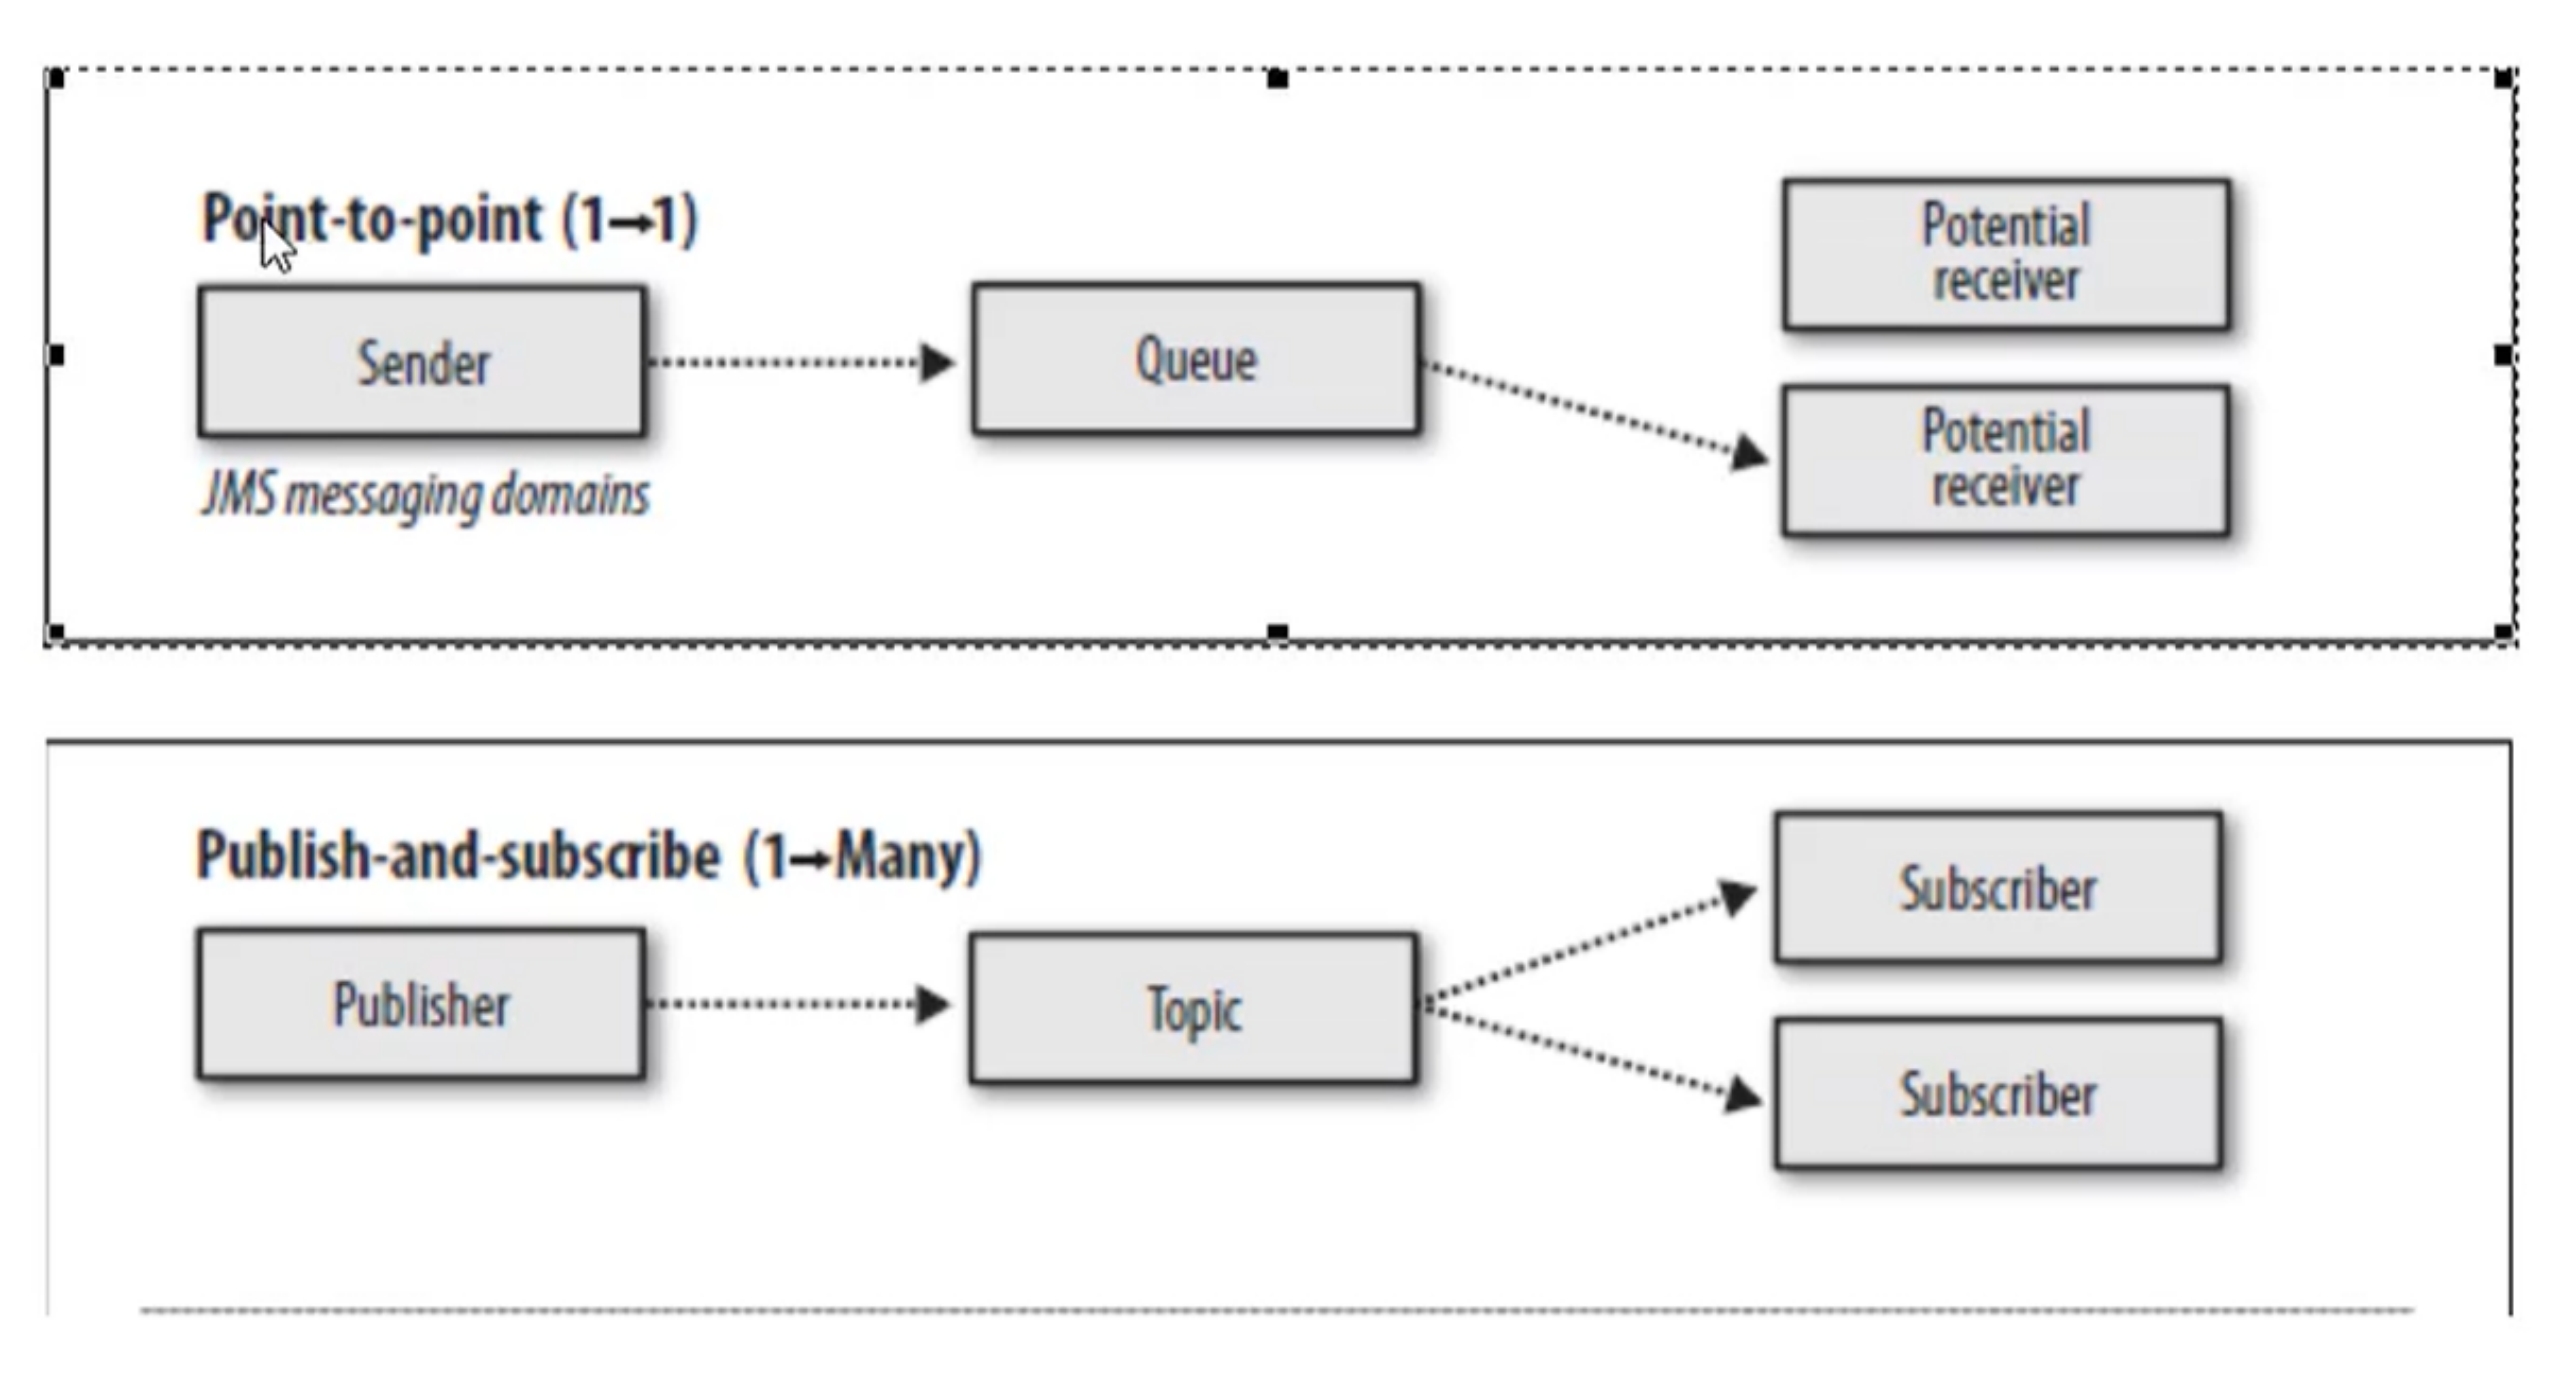 Point-to-point (1→1)
Sender
Queue
Potential
receiver
Potential
receiver
JMS messaging domains
Publish-and-subscribe (1→Many)
Publisher
Topic
Subscriber
Subscriber